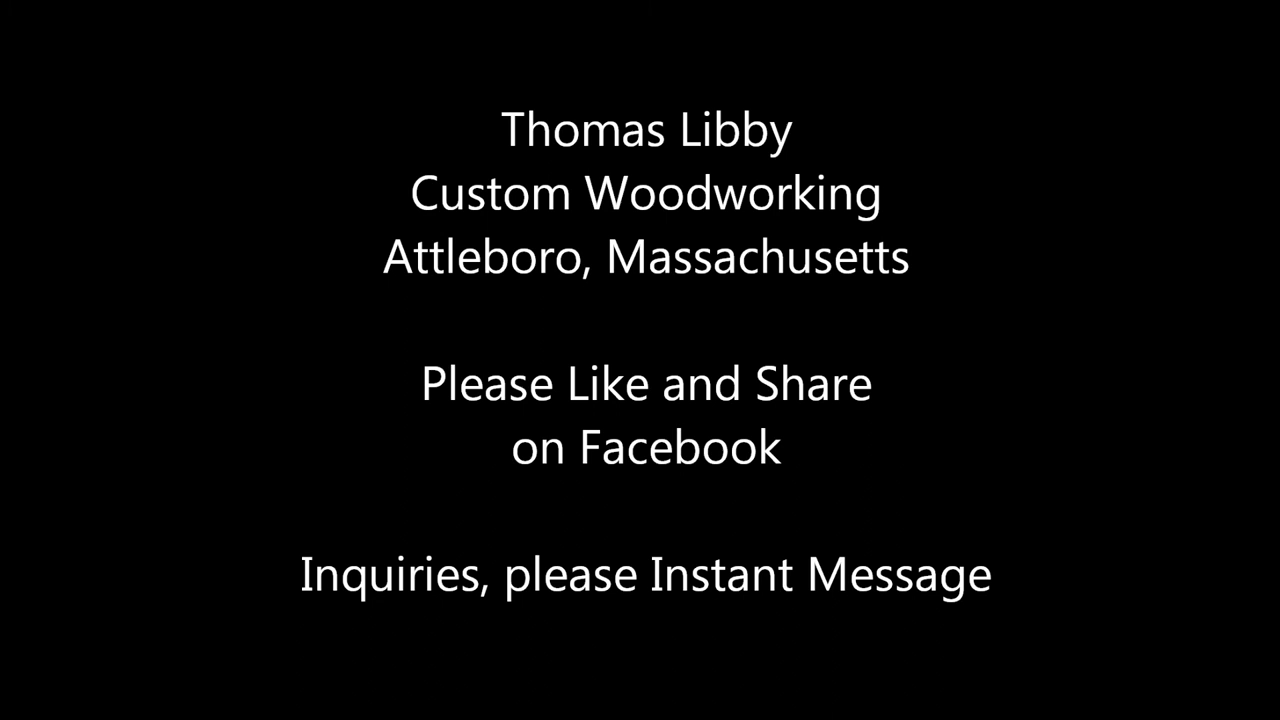 Thomas Libby
Custom Woodworking
Attleboro, Massachusetts
Please Like and Share
on Facebook
Inquiries, please Instant Message